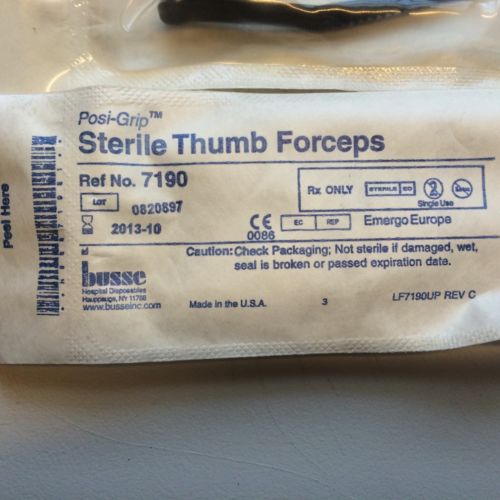 Posi-Grip™
Sterile Thumb Forceps
Peel Here
Ref No. 7190
LOT 0820897
2013-10
Rx ONLY STERILE EO 2
Single Use
CE
0086
EC REP Emergo Europe
Caution: Check Packaging; Not sterile if damaged, wet,
seal is broken or passed expiration date.
busse
Hospital Disposables
Hauppauge, NY 11788
www.busseinc.com
Made in the U.S.A. 3 LF7190UP REV C